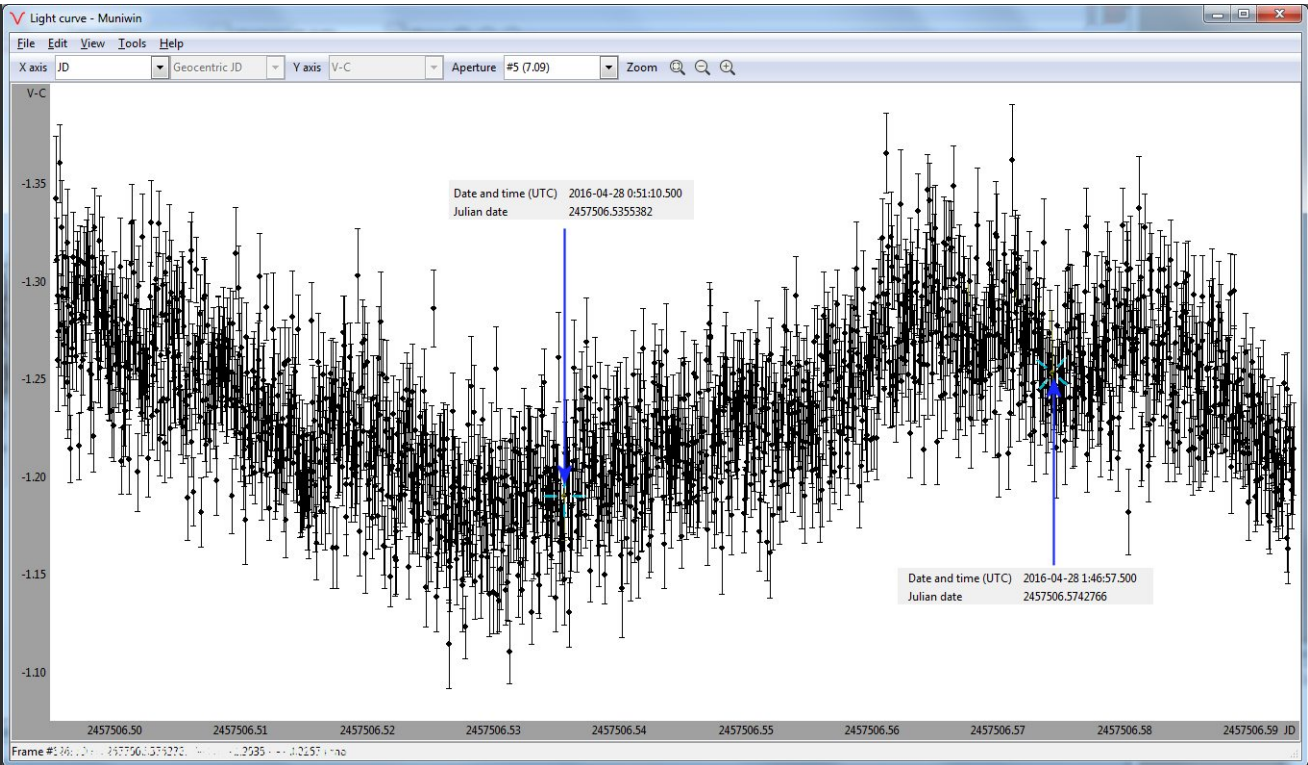 Light curve - Muniwin
File Edit View Tools Help
X axis JD Geocentric JD Y axis V-C Aperture #5 (7.09) Zoom
V-C
-1.35
Date and time (UTC) 2016-04-28 0:51:10.500
Julian date 2457506.5355382
-1.30
-1.25
-1.20
-1.15
Date and time (UTC) 2016-04-28 1:46:57.500
Julian date 2457506.5742766
-1.10
2457506.50 2457506.51 2457506.52 2457506.53 2457506.54 2457506.55 2457506.56 2457506.57 2457506.58 2457506.59 JD
Frame